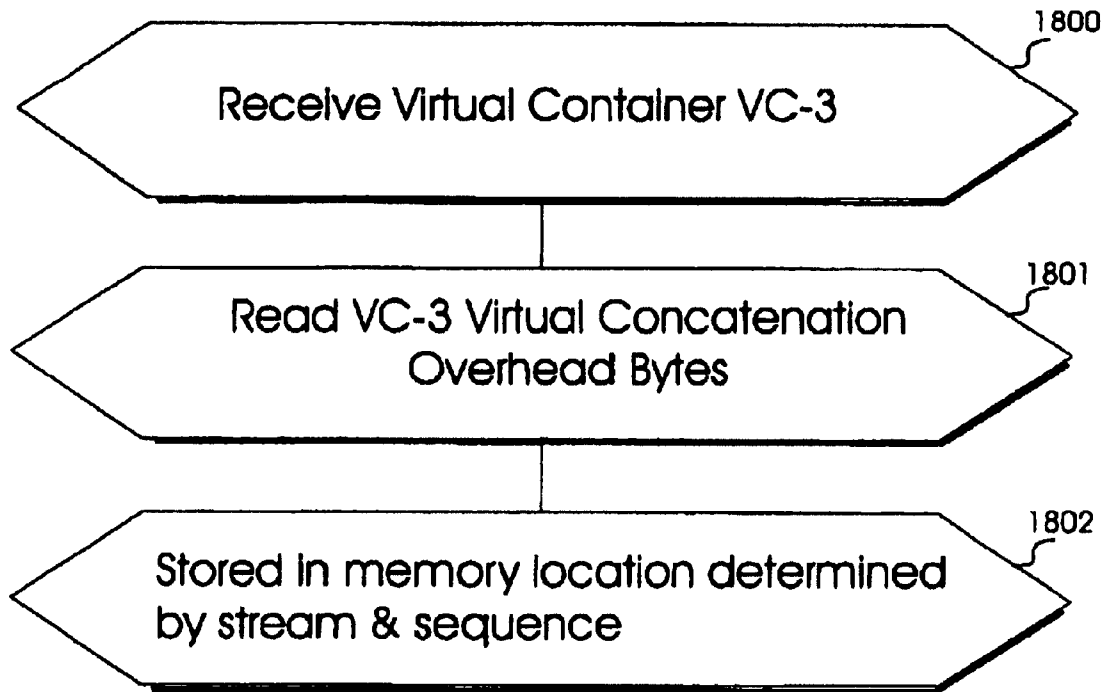 1800
Receive Virtual Container VC-3
1801
Read VC-3 Virtual Concatenation
Overhead Bytes
1802
Stored in memory location determined
by stream & sequence